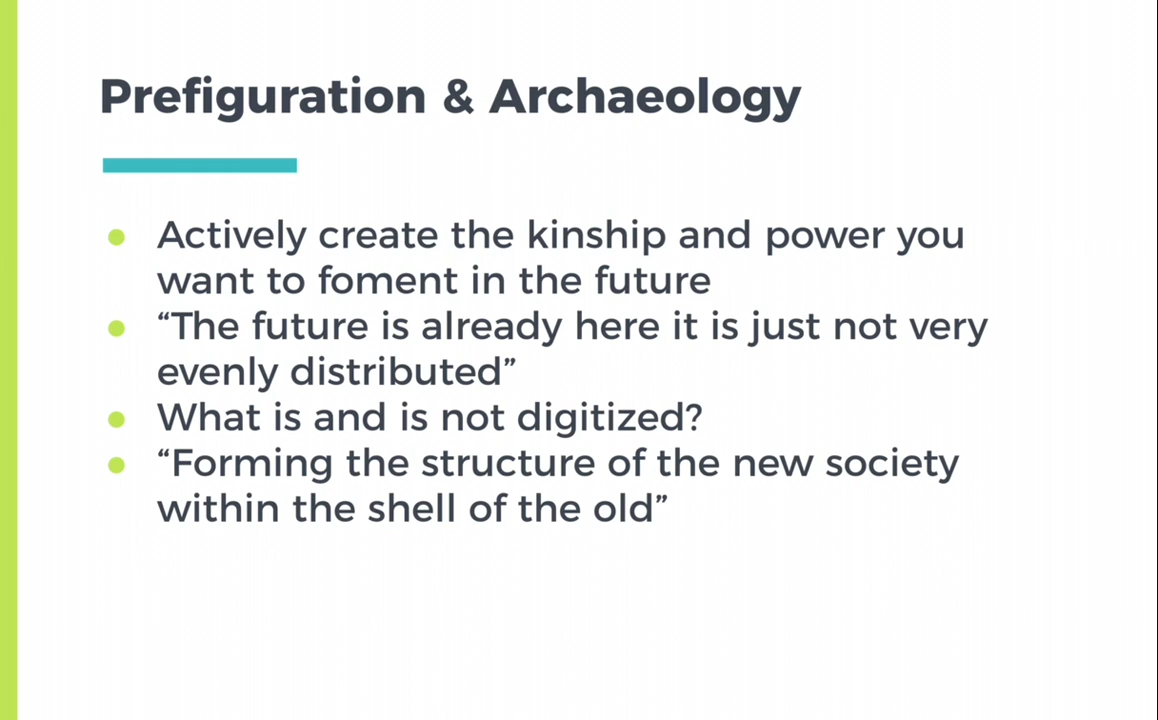 Prefiguration & Archaeology
● Actively create the kinship and power you
want to foment in the future
● “The future is already here it is just not very
evenly distributed”
● What is and is not digitized?
● “Forming the structure of the new society
within the shell of the old”